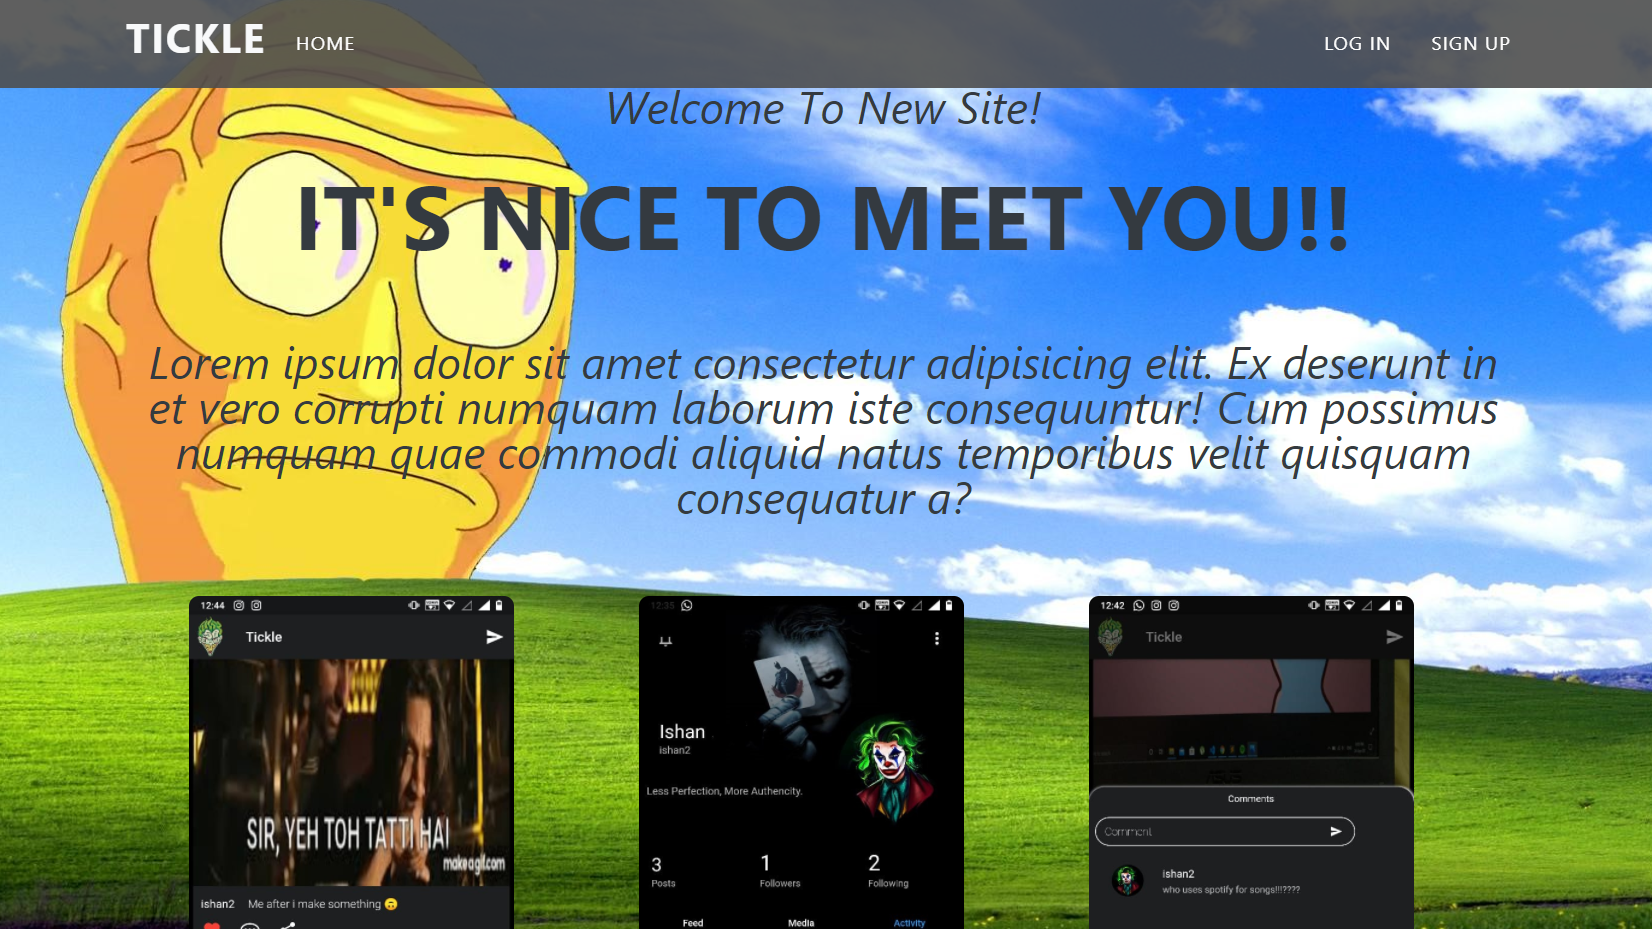 TICKLE HOME LOG IN SIGN UP
Welcome To New Site!
IT'S NICE TO MEET YOU!!
Lorem ipsum dolor sit amet consectetur adipisicing elit. Ex deserunt in
et vero corrupti numquam laborum iste consequuntur! Cum possimus
numquam quae commodi aliquid natus temporibus velit quisquam
consequatur a?
12:44
Tickle
SIR, YEH TOH TATTI HAI
makeagif.com
ishan2 Me after i make something 🙃
12:35
Ishan
ishan2
Less Perfection, More Authencity.
3 1 2
Posts Followers Following
Feed Media Activity
12:42
Tickle
ASUS
Comments
Comment
ishan2
who uses spotify for songs!!!????